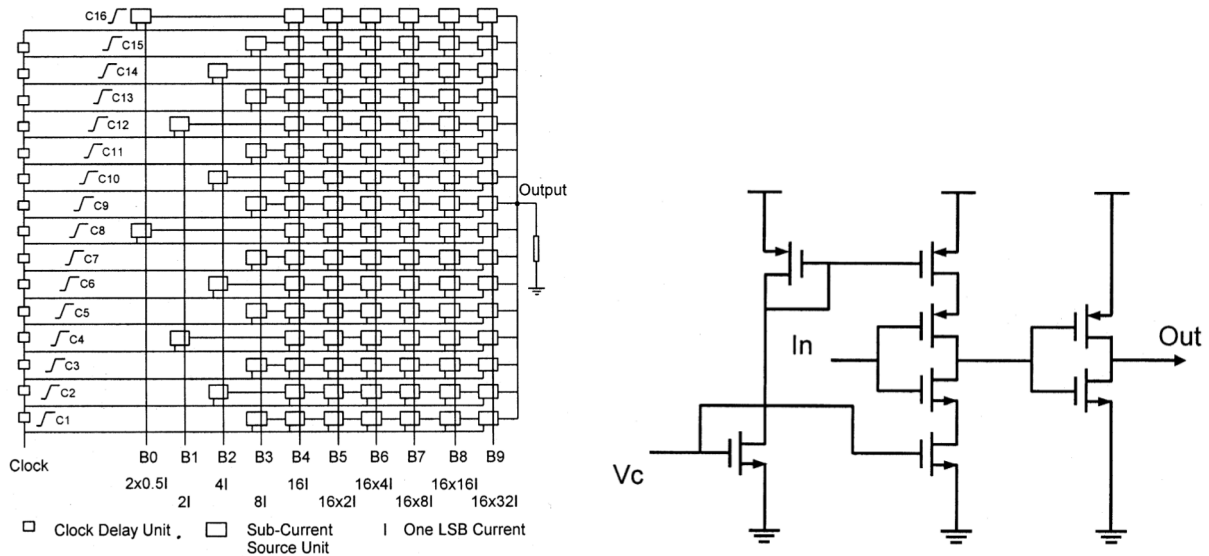 C16
C15
C14
C13
C12
C11
C10
Output
C9
C8
C7
C6
C5
C4
C3
C2
C1
Clock
B0 B1 B2 B3 B4 B5 B6 B7 B8 B9
2x0.5I 4I 16I 16x4I 16x16I
2I 8I 16x2I 16x8I 16x32I
Clock Delay Unit . Sub-Current Source Unit I One LSB Current
In
Out
Vc